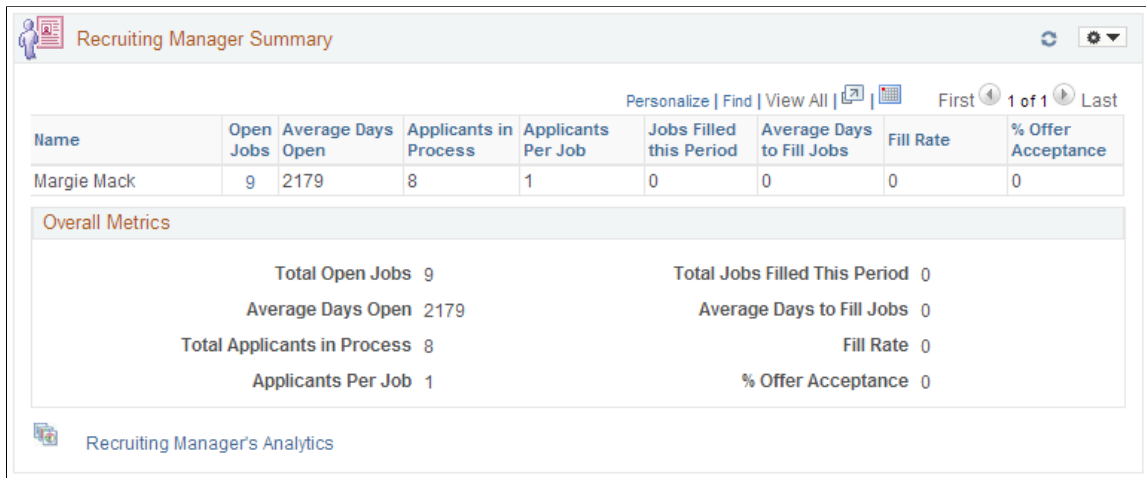 Recruiting Manager Summary
Personalize | Find | View All | | First 1 of 1 Last
Name Open Jobs Average Days Open Applicants in Process Applicants Per Job Jobs Filled this Period Average Days to Fill Jobs Fill Rate % Offer Acceptance
Margie Mack 9 2179 8 1 0 0 0 0
Overall Metrics
Total Open Jobs 9 Total Jobs Filled This Period 0
Average Days Open 2179 Average Days to Fill Jobs 0
Total Applicants in Process 8 Fill Rate 0
Applicants Per Job 1 % Offer Acceptance 0
Recruiting Manager's Analytics